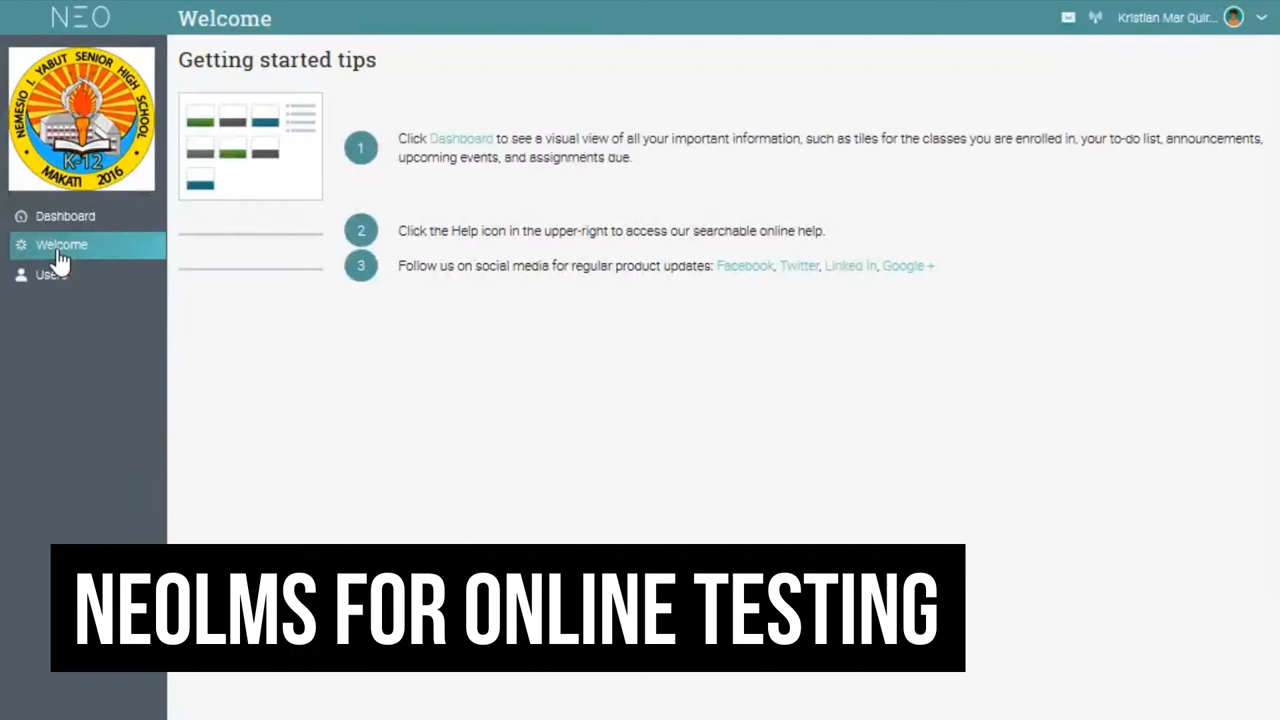 NEO
Welcome
Kristian Mar Quir...
NEMESIO I. YABUT SENIOR HIGH SCHOOL
K-12
MAKATI 2016
Dashboard
Welcome
Users
Getting started tips
1
Click Dashboard to see a visual view of all your important information, such as tiles for the classes you are enrolled in, your to-do list, announcements,
upcoming events, and assignments due.
2
Click the Help icon in the upper-right to access our searchable online help.
3
Follow us on social media for regular product updates: Facebook, Twitter, Linked In, Google +
NEOLMS FOR ONLINE TESTING